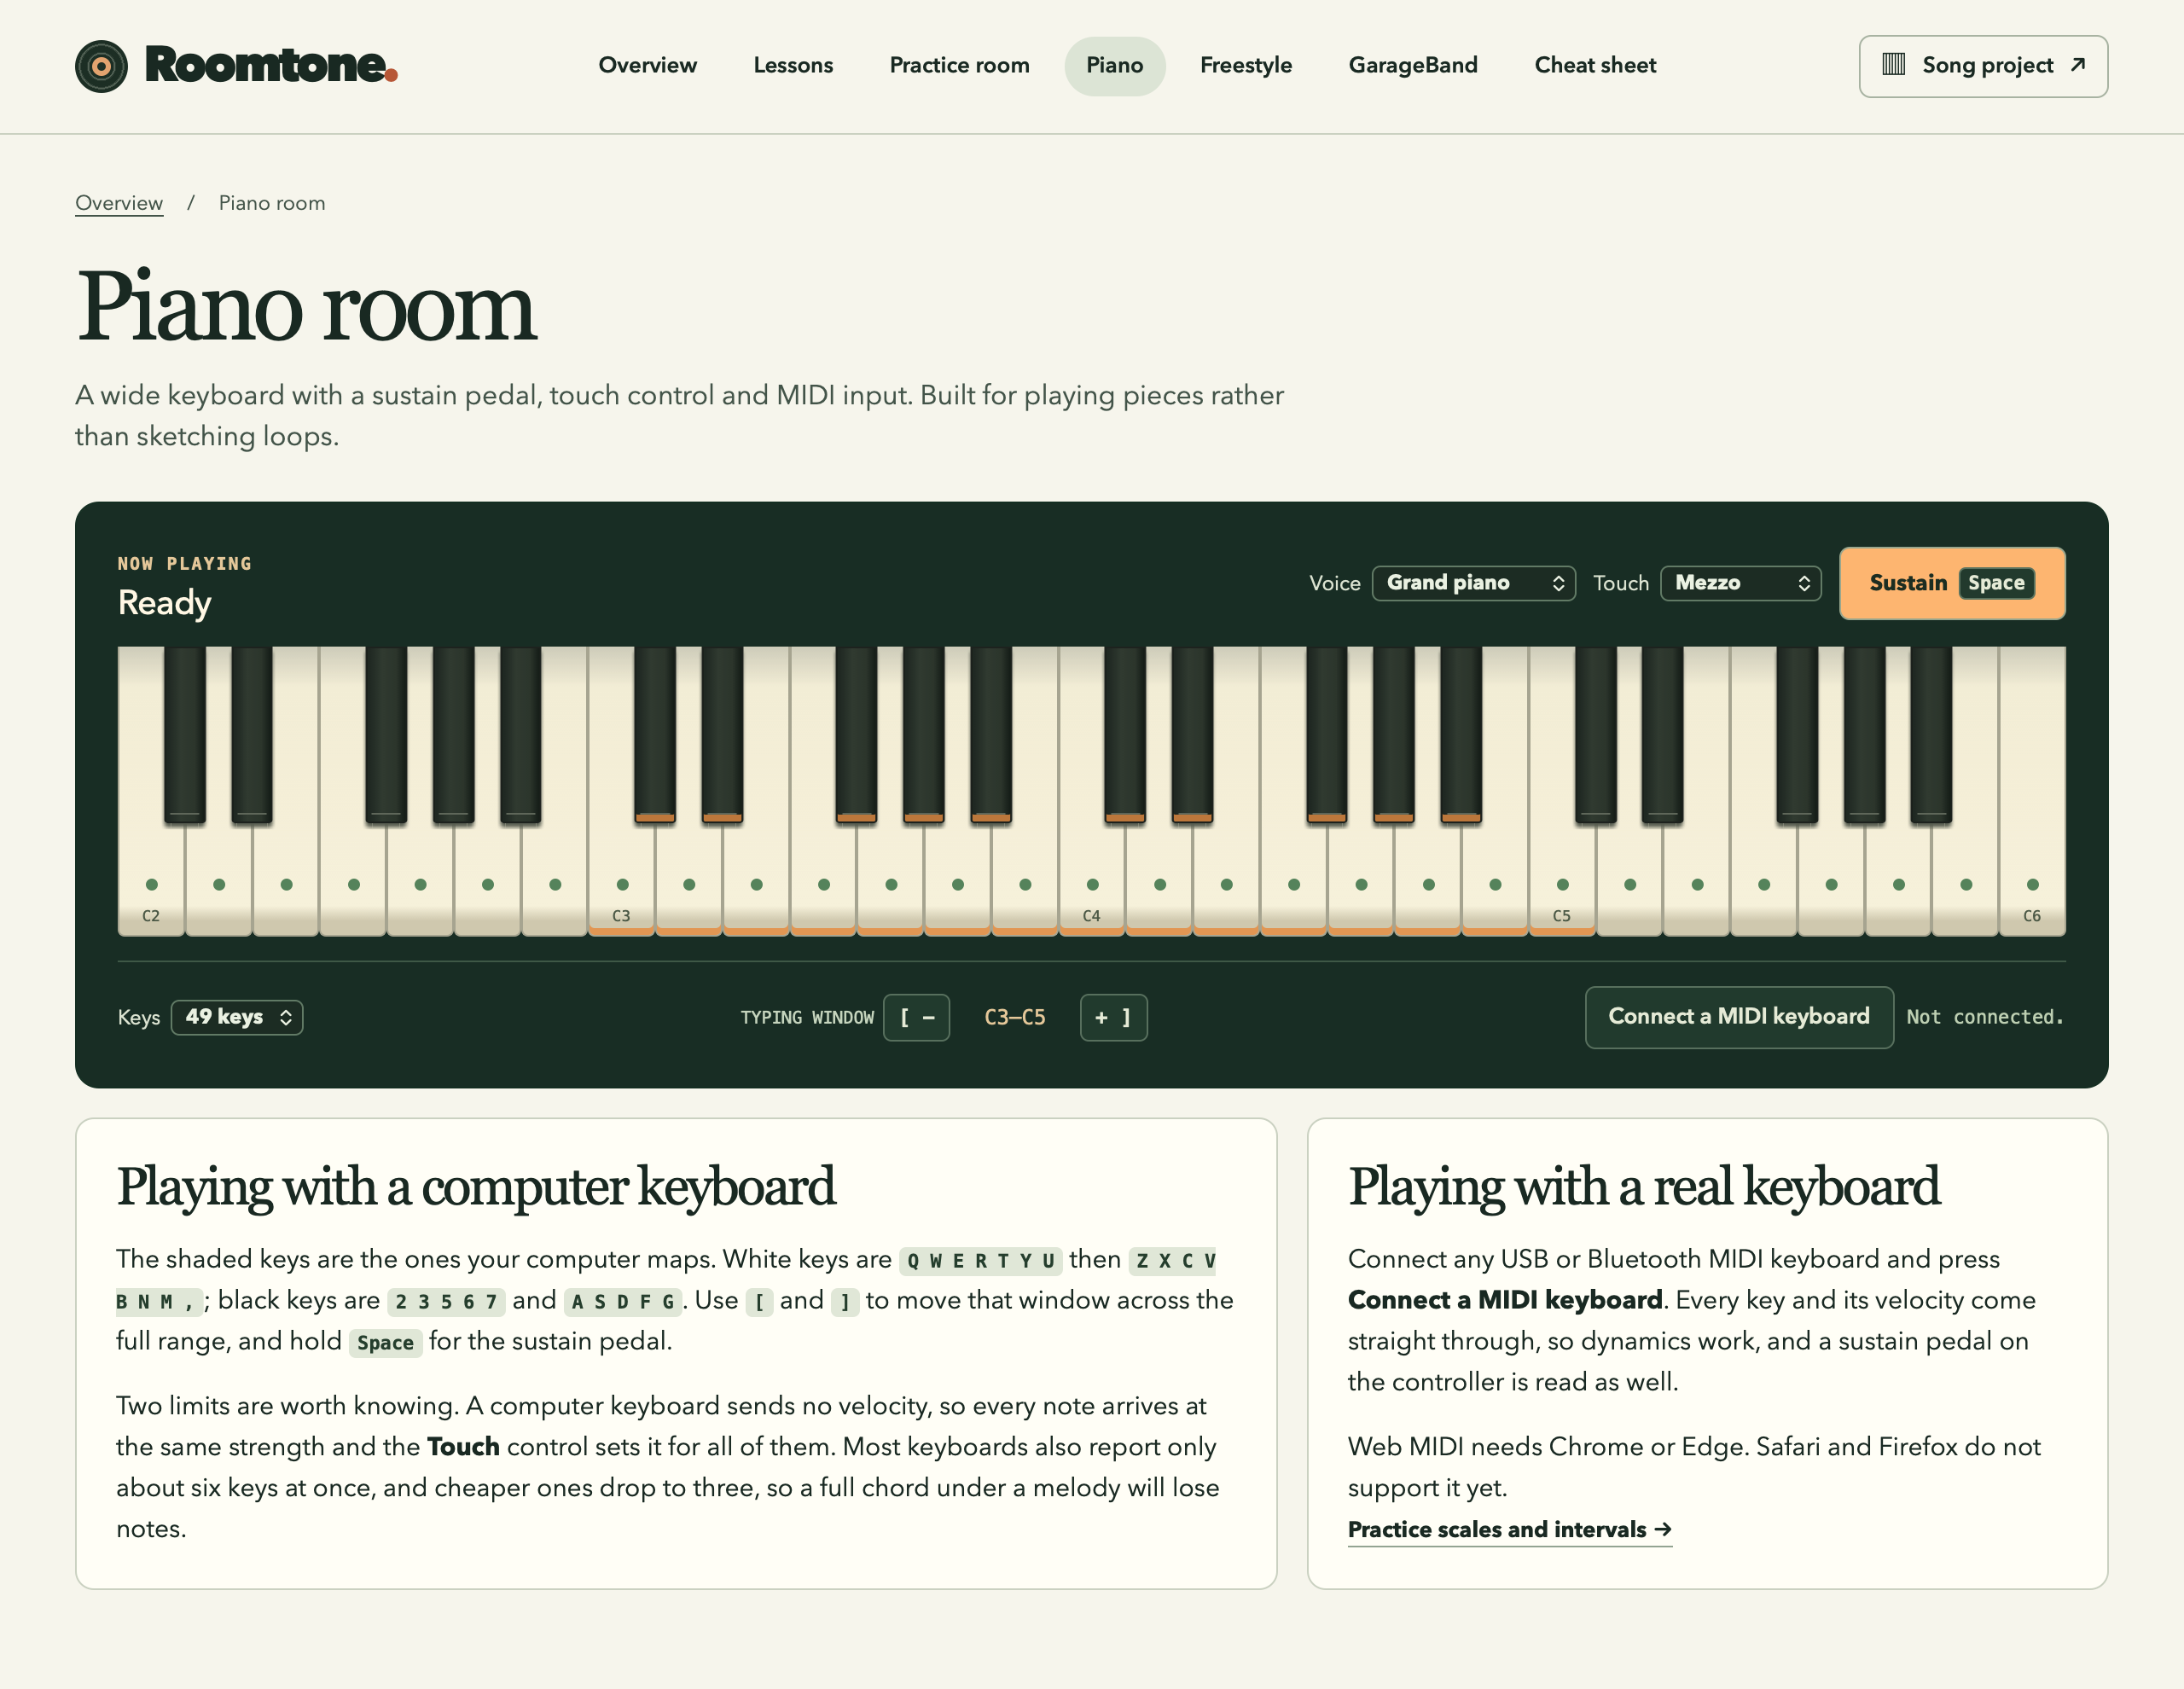 Roomtone.
Overview
Lessons
Practice room
Piano
Freestyle
GarageBand
Cheat sheet
Song project ↗
Overview / Piano room
Piano room
A wide keyboard with a sustain pedal, touch control and MIDI input. Built for playing pieces rather
than sketching loops.
NOW PLAYING
Ready
Voice Grand piano
Touch Mezzo
Sustain Space
C2 C3 C4 C5 C6
Keys 49 keys
TYPING WINDOW [ − C3–C5 + ]
Connect a MIDI keyboard Not connected.
Playing with a computer keyboard
The shaded keys are the ones your computer maps. White keys are Q W E R T Y U then Z X C V
B N M , ; black keys are 2 3 5 6 7 and A S D F G. Use [ and ] to move that window across the
full range, and hold Space for the sustain pedal.
Two limits are worth knowing. A computer keyboard sends no velocity, so every note arrives at
the same strength and the Touch control sets it for all of them. Most keyboards also report only
about six keys at once, and cheaper ones drop to three, so a full chord under a melody will lose
notes.
Playing with a real keyboard
Connect any USB or Bluetooth MIDI keyboard and press
Connect a MIDI keyboard. Every key and its velocity come
straight through, so dynamics work, and a sustain pedal on
the controller is read as well.
Web MIDI needs Chrome or Edge. Safari and Firefox do not
support it yet.
Practice scales and intervals →